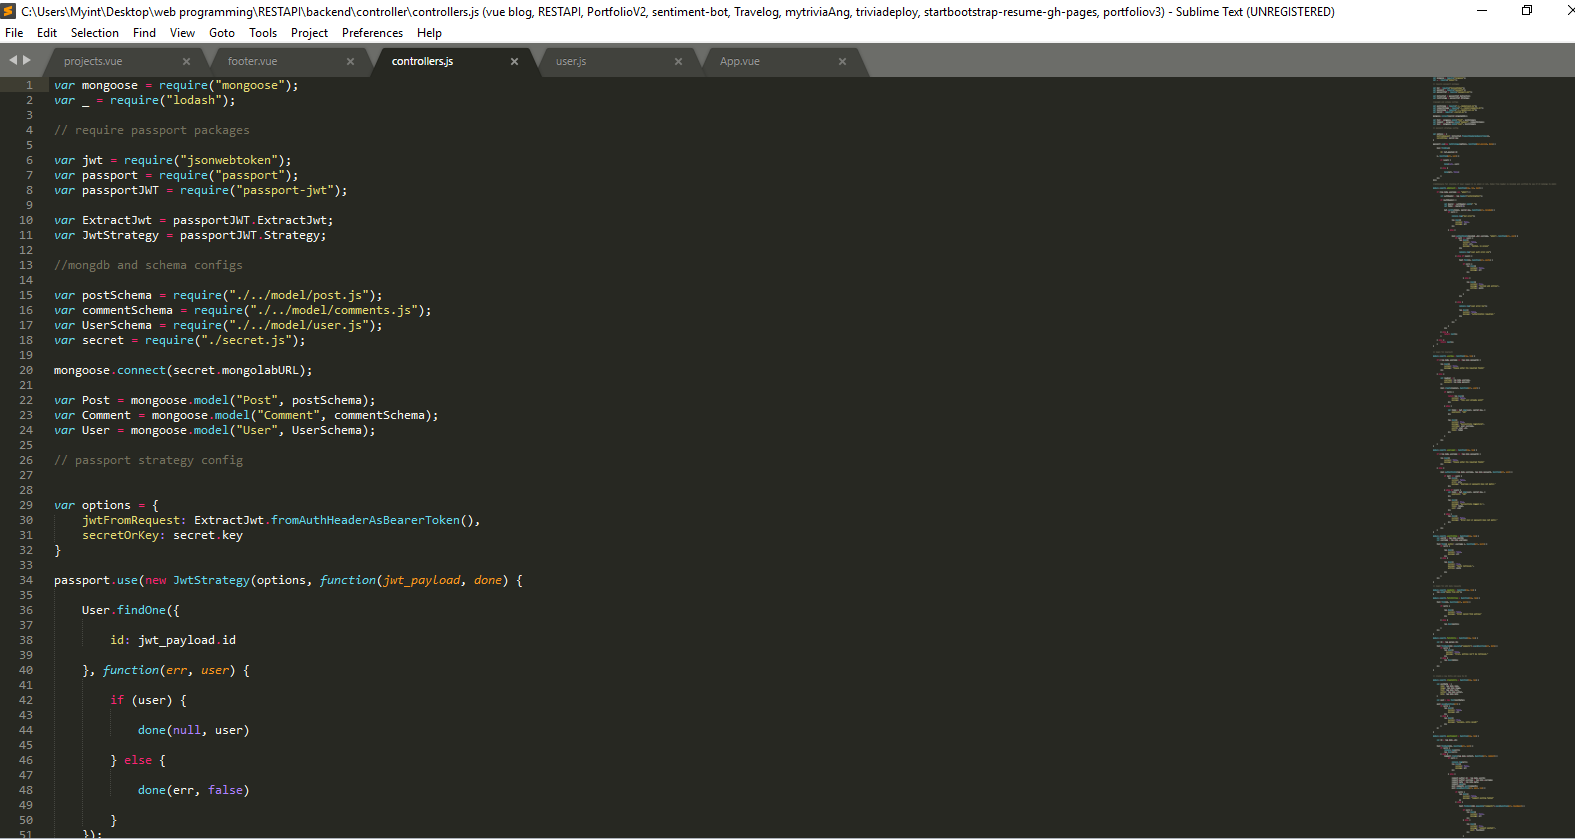 C:\Users\Myint\Desktop\web programming\RESTAPI\backend\controller\controllers.js (vue blog, RESTAPI, PortfolioV2, sentiment-bot, Travelog, mytriviaAng, triviadeploy, startbootstrap-resume-gh-pages, portfoliov3) - Sublime Text (UNREGISTERED)
File Edit Selection Find View Goto Tools Project Preferences Help
projects.vue footer.vue controllers.js user.js App.vue
1 var mongoose = require("mongoose");
2 var _ = require("lodash");
3
4 // require passport packages
5
6 var jwt = require("jsonwebtoken");
7 var passport = require("passport");
8 var passportJWT = require("passport-jwt");
9
10 var ExtractJwt = passportJWT.ExtractJwt;
11 var JwtStrategy = passportJWT.Strategy;
12
13 //mongdb and schema configs
14
15 var postSchema = require("./../model/post.js");
16 var commentSchema = require("./../model/comments.js");
17 var UserSchema = require("./../model/user.js");
18 var secret = require("./secret.js");
19
20 mongoose.connect(secret.mongolabURL);
21
22 var Post = mongoose.model("Post", postSchema);
23 var Comment = mongoose.model("Comment", commentSchema);
24 var User = mongoose.model("User", UserSchema);
25
26 // passport strategy config
27
28
29 var options = {
30 jwtFromRequest: ExtractJwt.fromAuthHeaderAsBearerToken(),
31 secretOrKey: secret.key
32 }
33
34 passport.use(new JwtStrategy(options, function(jwt_payload, done) {
35
36 User.findOne({
37
38 id: jwt_payload.id
39
40 }, function(err, user) {
41
42 if (user) {
43
44 done(null, user)
45
46 } else {
47
48 done(err, false)
49
50 }
51 });